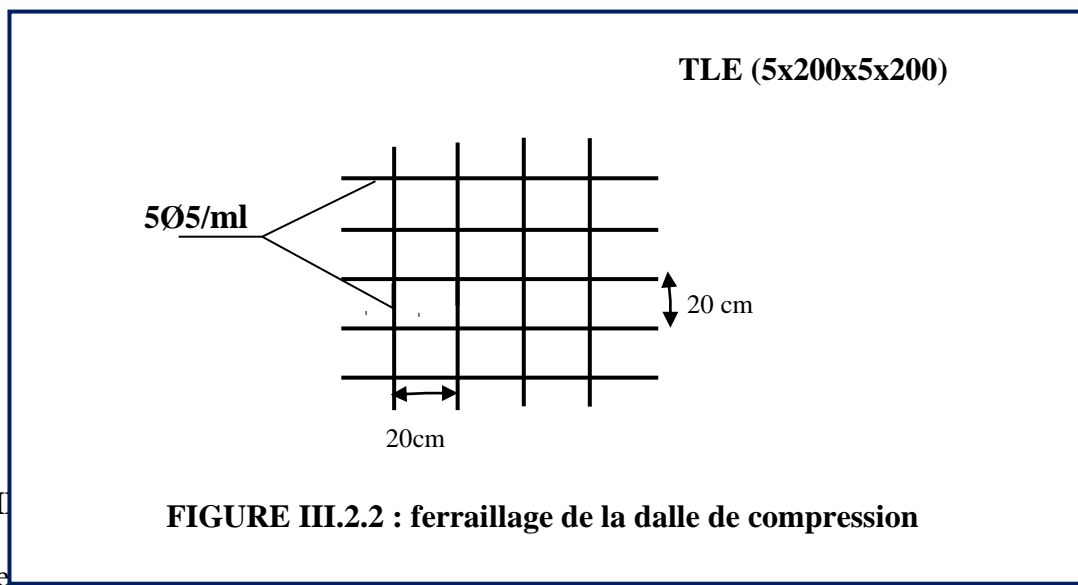 TLE (5x200x5x200)
5Ø5/ml
20 cm
20cm
FIGURE III.2.2 : ferraillage de la dalle de compression